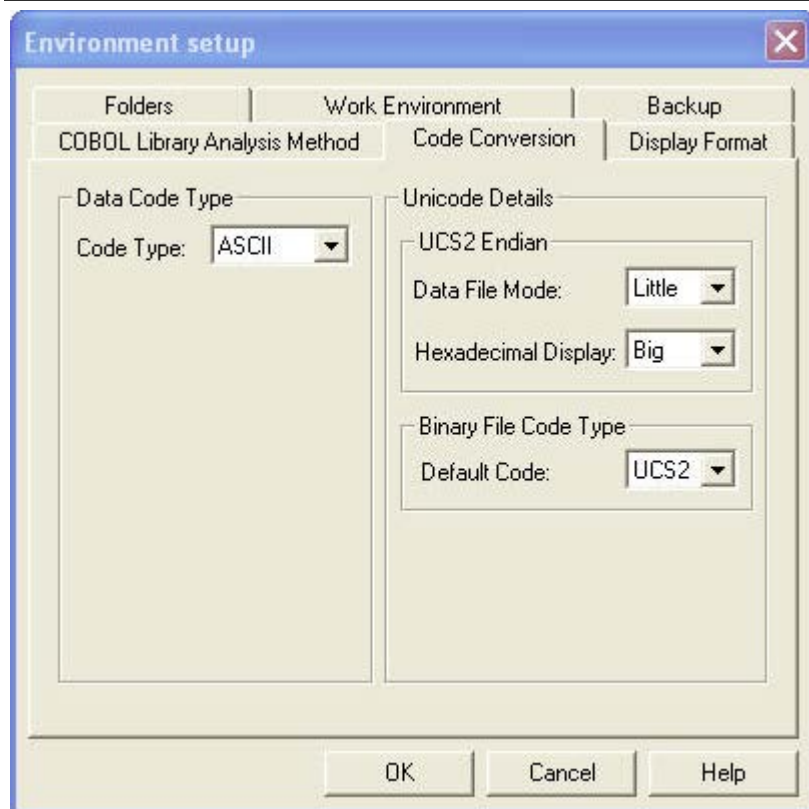 Environment setup
Folders
Work Environment
Backup
COBOL Library Analysis Method
Code Conversion
Display Format
Data Code Type
Code Type: ASCII
Unicode Details
UCS2 Endian
Data File Mode: Little
Hexadecimal Display: Big
Binary File Code Type
Default Code: UCS2
OK
Cancel
Help